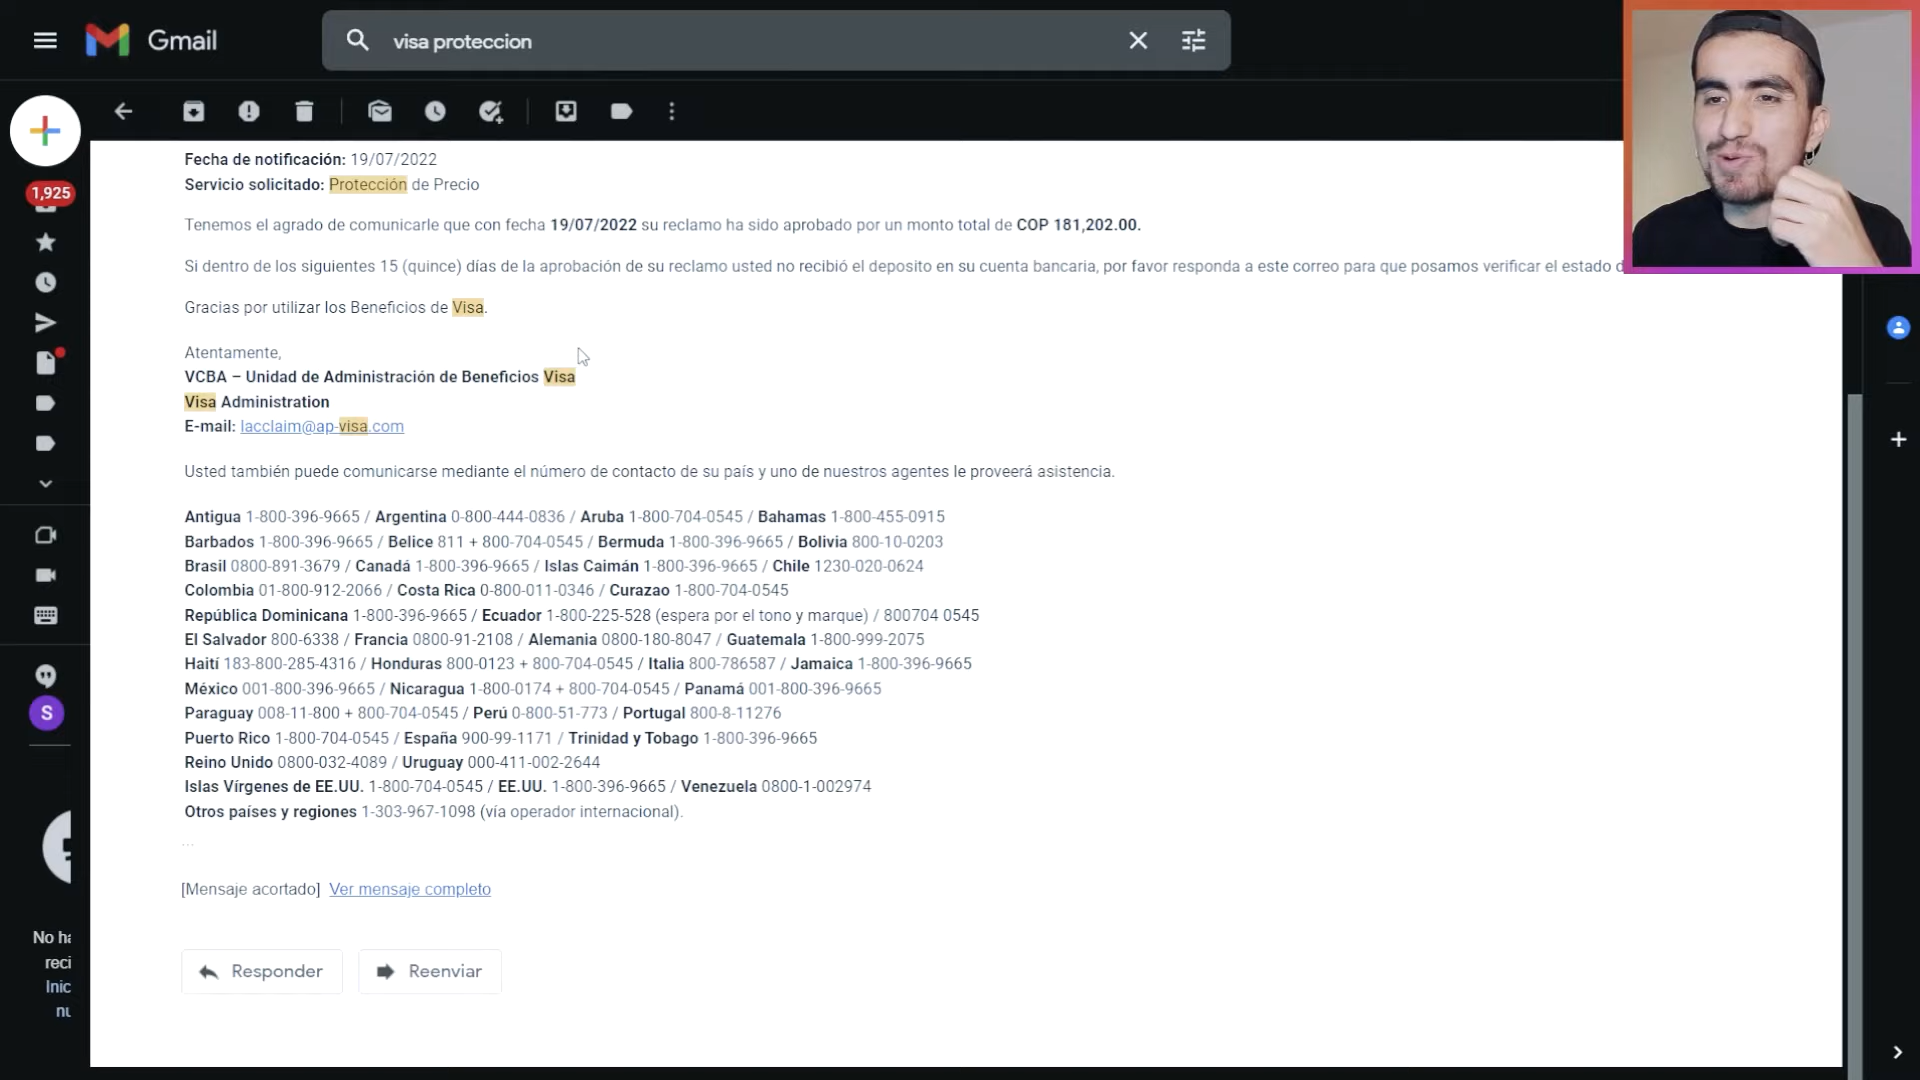 Gmail
visa proteccion
1,925
Fecha de notificación: 19/07/2022
Servicio solicitado: Protección de Precio
Tenemos el agrado de comunicarle que con fecha 19/07/2022 su reclamo ha sido aprobado por un monto total de COP 181,202.00.
Si dentro de los siguientes 15 (quince) días de la aprobación de su reclamo usted no recibió el deposito en su cuenta bancaria, por favor responda a este correo para que posamos verificar el estado d
Gracias por utilizar los Beneficios de Visa.
Atentamente,
VCBA – Unidad de Administración de Beneficios Visa
Visa Administration
E-mail: lacclaim@ap-visa.com
Usted también puede comunicarse mediante el número de contacto de su país y uno de nuestros agentes le proveerá asistencia.
Antigua 1-800-396-9665 / Argentina 0-800-444-0836 / Aruba 1-800-704-0545 / Bahamas 1-800-455-0915
Barbados 1-800-396-9665 / Belice 811 + 800-704-0545 / Bermuda 1-800-396-9665 / Bolivia 800-10-0203
Brasil 0800-891-3679 / Canadá 1-800-396-9665 / Islas Caimán 1-800-396-9665 / Chile 1230-020-0624
Colombia 01-800-912-2066 / Costa Rica 0-800-011-0346 / Curazao 1-800-704-0545
República Dominicana 1-800-396-9665 / Ecuador 1-800-225-528 (espera por el tono y marque) / 800704 0545
El Salvador 800-6338 / Francia 0800-91-2108 / Alemania 0800-180-8047 / Guatemala 1-800-999-2075
Haití 183-800-285-4316 / Honduras 800-0123 + 800-704-0545 / Italia 800-786587 / Jamaica 1-800-396-9665
México 001-800-396-9665 / Nicaragua 1-800-0174 + 800-704-0545 / Panamá 001-800-396-9665
Paraguay 008-11-800 + 800-704-0545 / Perú 0-800-51-773 / Portugal 800-8-11276
Puerto Rico 1-800-704-0545 / España 900-99-1171 / Trinidad y Tobago 1-800-396-9665
Reino Unido 0800-032-4089 / Uruguay 000-411-002-2644
Islas Vírgenes de EE.UU. 1-800-704-0545 / EE.UU. 1-800-396-9665 / Venezuela 0800-1-002974
Otros países y regiones 1-303-967-1098 (vía operador internacional).
...
[Mensaje acortado] Ver mensaje completo
Responder Reenviar
S
No ha
reci
Inic
nu